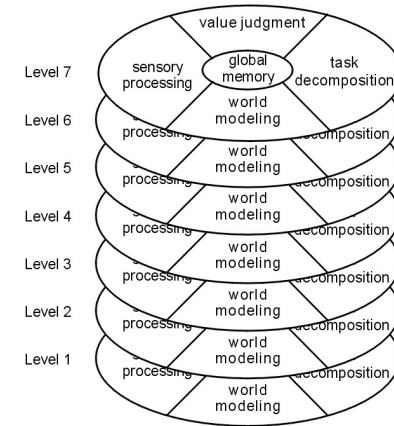 value judgment
Level 7
sensory
processing
global
memory
task
decomposition
world
modeling
Level 6
processing
decomposition
world
modeling
Level 5
processing
decomposition
world
modeling
Level 4
processing
decomposition
world
modeling
Level 3
processing
decomposition
world
modeling
Level 2
processing
decomposition
world
modeling
Level 1
processing
decomposition
world
modeling